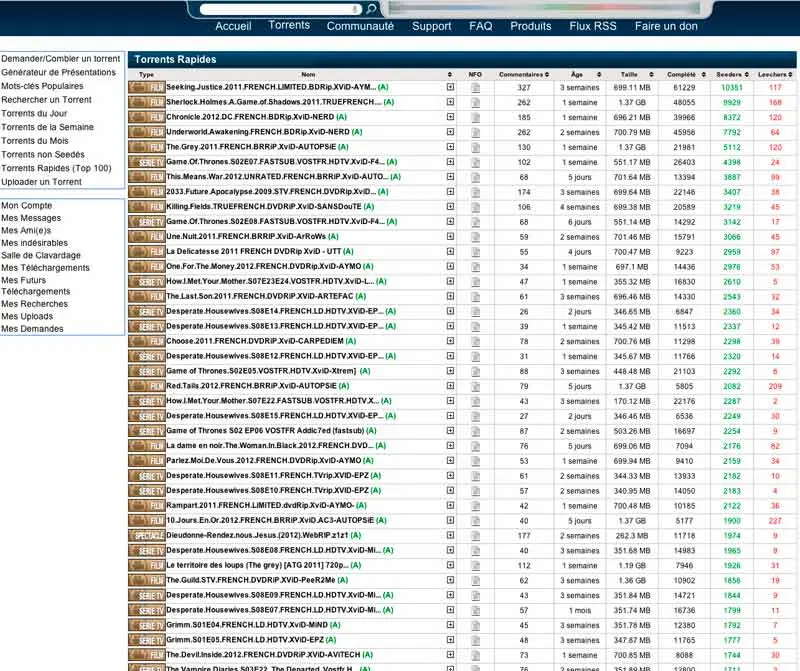 Accueil Torrents Communauté Support FAQ Produits Flux RSS Faire un don
Demander/Combler un torrent
Générateur de Présentations
Mots-clés Populaires
Rechercher un Torrent
Torrents du Jour
Torrents de la Semaine
Torrents du Mois
Torrents non Seedés
Torrents Rapides (Top 100)
Uploader un Torrent
Mon Compte
Mes Messages
Mes Ami(e)s
Mes indésirables
Salle de Clavardage
Mes Téléchargements
Mes Futurs
Téléchargements
Mes Recherches
Mes Uploads
Mes Demandes
Torrents Rapides
Type Nom NFO Commentaires Âge Taille Complété Seeders Leechers
FILM Seeking.Justice.2011.FRENCH.LIMITED.BDRip.XViD-AYM... (A) 327 3 semaines 699.11 MB 61229 10351 117
FILM Sherlock.Holmes.A.Game.of.Shadows.2011.TRUEFRENCH.... (A) 262 1 semaine 1.37 GB 48055 9929 168
FILM Chronicle.2012.DC.FRENCH.BDRip.XviD-NERD (A) 185 1 semaine 696.21 MB 39966 8372 120
FILM Underworld.Awakening.FRENCH.BDRip.XviD-NERD (A) 262 2 semaines 700.79 MB 45956 7792 64
FILM The.Grey.2011.FRENCH.BRRiP.XviD-AUTOPSiE (A) 130 1 semaine 1.37 GB 21981 5112 120
SERIE TV Game.Of.Thrones.S02E07.FASTSUB.VOSTFR.HDTV.XviD-F4... (A) 102 1 semaine 551.17 MB 26403 4398 24
FILM This.Means.War.2012.UNRATED.FRENCH.BRRiP.XviD-AUTO... (A) 68 5 jours 701.64 MB 13394 3887 99
FILM 2033.Future.Apocalypse.2009.STV.FRENCH.DVDRip.XviD... (A) 174 3 semaines 699.64 MB 22146 3407 38
FILM Killing.Fields.TRUEFRENCH.DVDRip.XviD-SANSDouTE (A) 106 4 semaines 699.38 MB 20589 3219 45
SERIE TV Game.Of.Thrones.S02E08.FASTSUB.VOSTFR.HDTV.XviD-F4... (A) 68 6 jours 551.14 MB 14292 3142 17
FILM Une.Nuit.2011.FRENCH.BRRip.XviD-ArRoWs (A) 59 2 semaines 701.46 MB 15791 3066 45
FILM La Delicatesse 2011 FRENCH DVDRip XviD - UTT (A) 55 4 jours 700.47 MB 9223 2959 97
FILM One.For.The.Money.2012.FRENCH.DVDRip.XviD-AYMO (A) 34 1 semaine 697.1 MB 14436 2976 53
SERIE TV How.I.Met.Your.Mother.S07E23E24.VOSTFR.HDTV.XviD-L... (A) 47 1 semaine 355.32 MB 16830 2610 5
FILM The.Last.Son.2011.FRENCH.DVDRiP.XViD-ARTEFAC (A) 61 3 semaines 696.46 MB 14330 2543 32
SERIE TV Desperate.Housewives.S08E14.FRENCH.LD.HDTV.XViD-EP... (A) 26 2 jours 346.65 MB 6847 2360 34
SERIE TV Desperate.Housewives.S08E13.FRENCH.LD.HDTV.XViD-EP... (A) 39 1 semaine 345.42 MB 11513 2337 12
FILM Choose.2011.FRENCH.DVDRiP.XviD-CARPEDIEM (A) 78 2 semaines 700.76 MB 11298 2298 39
SERIE TV Desperate.Housewives.S08E12.FRENCH.LD.HDTV.XViD-EP... (A) 31 1 semaine 345.67 MB 11766 2320 14
SERIE TV Game of Thrones.S02E05.VOSTFR.HDTV.XviD-Xtrem] (A) 88 3 semaines 448.48 MB 21103 2292 8
FILM Red.Tails.2012.FRENCH.BRRiP.XviD-AUTOPSiE (A) 79 5 jours 1.37 GB 5805 2082 209
SERIE TV How.I.Met.Your.Mother.S07E22.FASTSUB.VOSTFR.HDTV.X... (A) 43 3 semaines 170.12 MB 22176 2287 2
SERIE TV Desperate.Housewives.S08E15.FRENCH.LD.HDTV.XViD-EP... (A) 27 2 jours 346.46 MB 6536 2249 30
SERIE TV Game of Thrones S02 EP06 VOSTFR Addic7ed (fastsub) (A) 87 2 semaines 503.26 MB 16697 2254 9
FILM La dame en noir.The.Woman.In.Black.2012.FRENCH.DVD... (A) 76 5 jours 699.06 MB 7094 2176 82
FILM Parlez.Moi.De.Vous.2012.FRENCH.DVDRip.XviD-AYMO (A) 53 1 semaine 699.94 MB 9410 2159 34
SERIE TV Desperate.Housewives.S08E11.FRENCH.TVrip.XVID-EPZ (A) 61 2 semaines 344.33 MB 13933 2182 10
SERIE TV Desperate.Housewives.S08E10.FRENCH.TVrip.XVID-EPZ (A) 57 2 semaines 340.95 MB 14050 2183 4
FILM Rampart.2011.FRENCH.LiMiTED.dvdRip.XviD-AYMO- (A) 42 1 semaine 700.48 MB 10185 2122 36
FILM 10.Jours.En.Or.2012.FRENCH.BRRiP.XviD.AC3-AUTOPSiE (A) 40 5 jours 1.37 GB 5177 1900 227
SPECTACLE Dieudonne-Rendez.nous.Jesus.(2012).WebRIP.z1z1 (A) 177 2 semaines 262.3 MB 11718 1974 9
SERIE TV Desperate.Housewives.S08E08.FRENCH.LD.HDTV.XviD-Mi... (A) 40 3 semaines 351.68 MB 14983 1965 9
FILM Le territoire des loups (The grey) [ATG 2011] 720p... (A) 112 1 semaine 1.19 GB 7946 1926 31
FILM The.Guild.STV.FRENCH.DVDRiP.XviD-PeeR2Me (A) 62 3 semaines 1.36 GB 10902 1856 19
SERIE TV Desperate.Housewives.S08E09.FRENCH.LD.HDTV.XviD-Mi... (A) 43 3 semaines 351.84 MB 14721 1844 9
SERIE TV Desperate.Housewives.S08E07.FRENCH.LD.HDTV.XviD-Mi... (A) 57 1 mois 351.74 MB 16736 1799 11
SERIE TV Grimm.S01E04.FRENCH.LD.HDTV.XviD-MiND (A) 45 3 semaines 351.78 MB 12380 1792 7
SERIE TV Grimm.S01E05.FRENCH.LD.HDTV.XviD-EPZ (A) 48 3 semaines 347.87 MB 11765 1777 5
FILM The.Devil.Inside.2012.FRENCH.DVDRiD-AVITECH (A) 73 1 semaine 700.85 MB 8088 1744 30